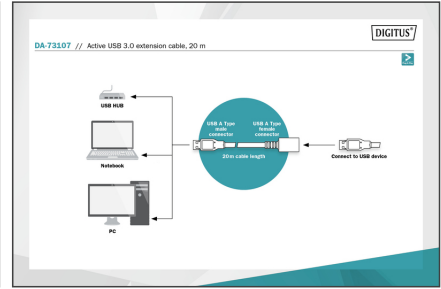 DIGITUS®
DA-73107 // Active USB 3.0 extension cable, 20 m
USB HUB
USB A Type
male
connector
USB A Type
female
connector
20 m cable length
Connect to USB device
Notebook
PC